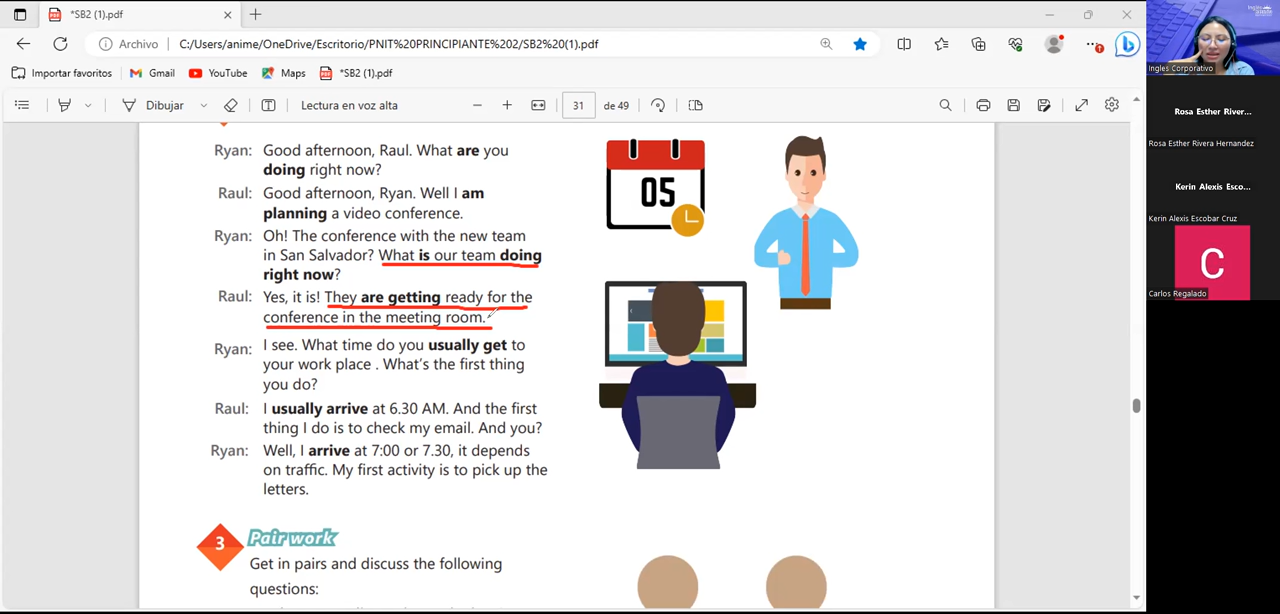 *SB2 (1).pdf
Archivo C:/Users/anime/OneDrive/Escritorio/PNIT%20PRINCIPIANTE%202/SB2%20(1).pdf
Importar favoritos Gmail YouTube Maps *SB2 (1).pdf
Dibujar Lectura en voz alta 31 de 49
Ryan: Good afternoon, Raul. What are you
doing right now?
Raul: Good afternoon, Ryan. Well I am
planning a video conference.
Ryan: Oh! The conference with the new team
in San Salvador? What is our team doing
right now?
Raul: Yes, it is! They are getting ready for the
conference in the meeting room.
Ryan: I see. What time do you usually get to
your work place . What's the first thing
you do?
Raul: I usually arrive at 6.30 AM. And the first
thing I do is to check my email. And you?
Ryan: Well, I arrive at 7:00 or 7.30, it depends
on traffic. My first activity is to pick up the
letters.
05
3 Pair work
Get in pairs and discuss the following
questions:
Ingles Corporativo
Rosa Esther River...
Rosa Esther Rivera Hernandez
Kerin Alexis Esco...
Kerin Alexis Escobar Cruz
C
Carlos Regalado